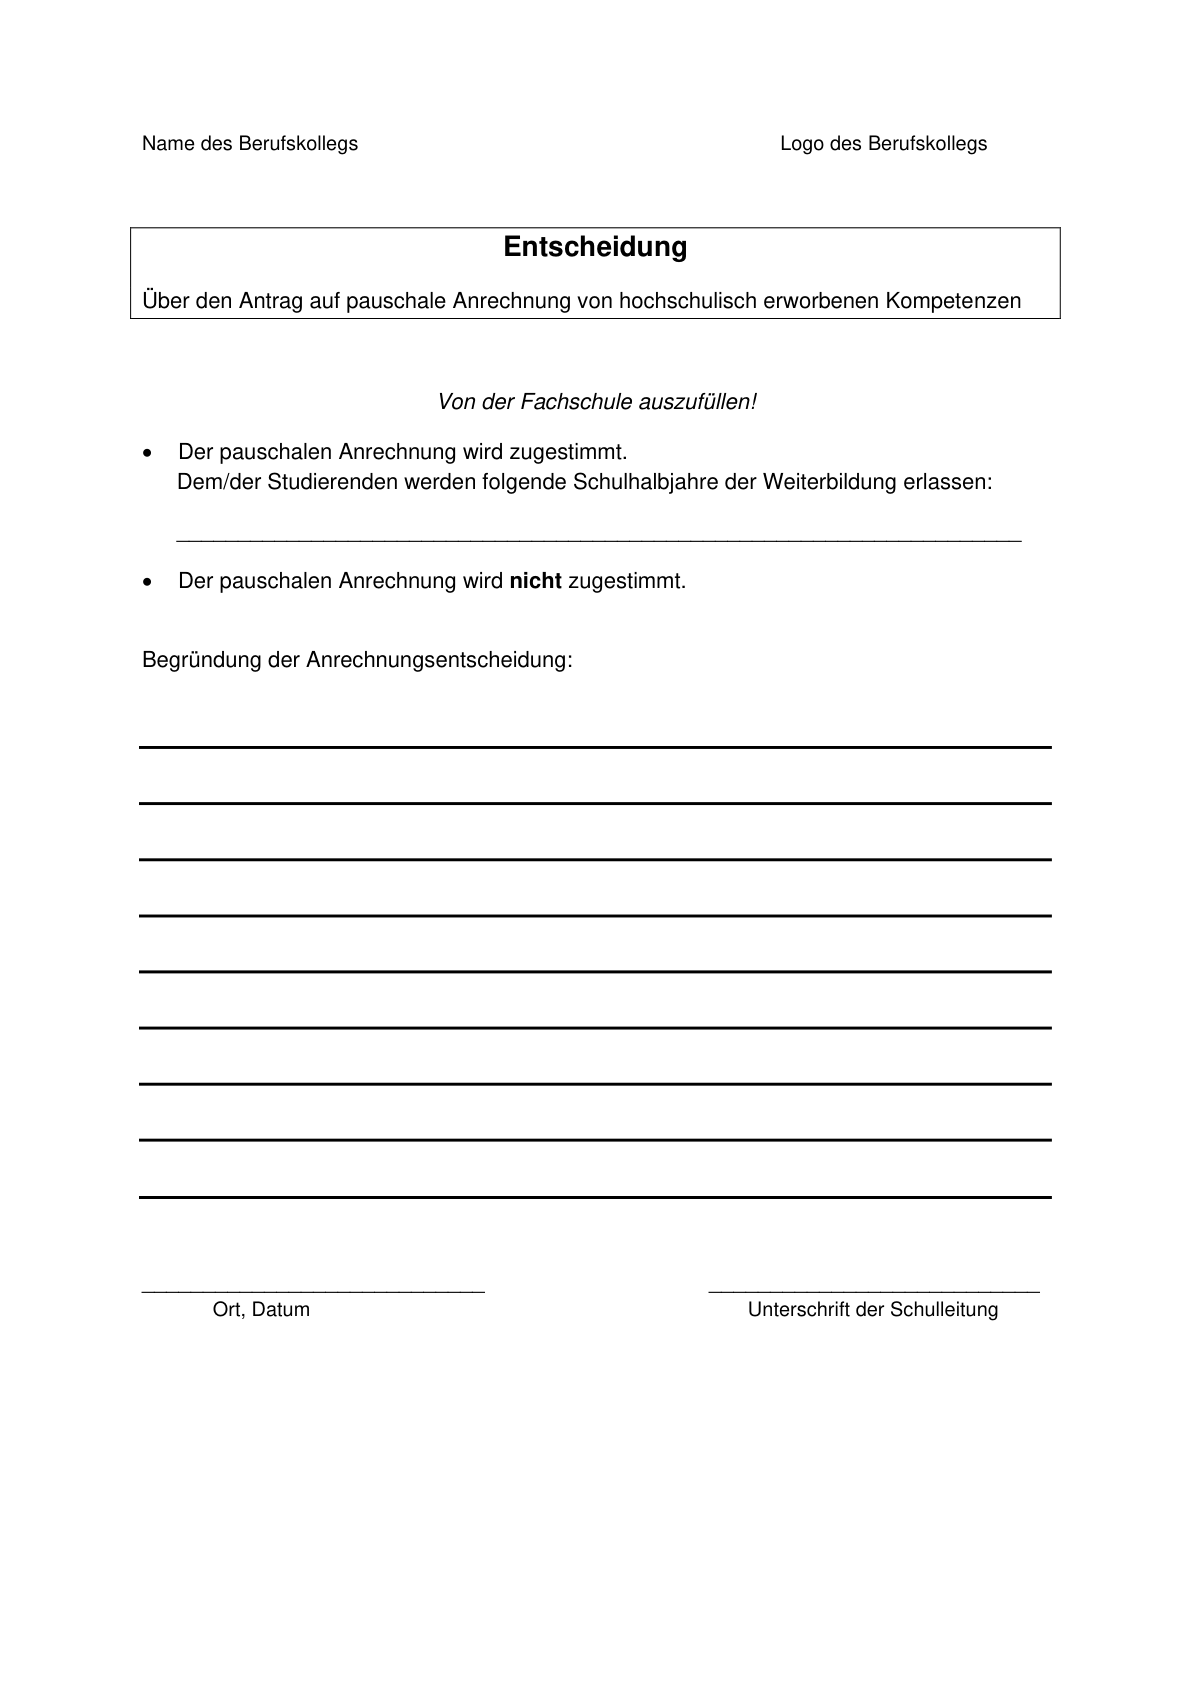 Name des Berufskollegs Logo des Berufskollegs
Entscheidung
Über den Antrag auf pauschale Anrechnung von hochschulisch erworbenen Kompetenzen
Von der Fachschule auszufüllen!
• Der pauschalen Anrechnung wird zugestimmt.
Dem/der Studierenden werden folgende Schulhalbjahre der Weiterbildung erlassen:
• Der pauschalen Anrechnung wird nicht zugestimmt.
Begründung der Anrechnungsentscheidung:
Ort, Datum Unterschrift der Schulleitung